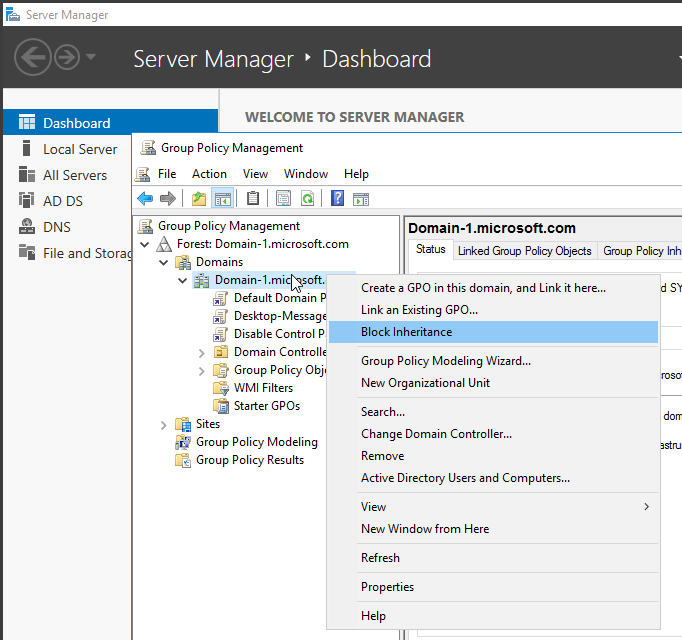 Server Manager
Server Manager ‣ Dashboard
Dashboard
Local Server
All Servers
AD DS
DNS
File and Storag
WELCOME TO SERVER MANAGER
Group Policy Management
File Action View Window Help
Group Policy Management
Forest: Domain-1.microsoft.com
Domains
Domain-1.microsoft.
Default Domain P
Desktop-Message
Disable Control P
Domain Controlle
Group Policy Obj
WMI Filters
Starter GPOs
Sites
Group Policy Modeling
Group Policy Results
Domain-1.microsoft.com
Status Linked Group Policy Objects Group Policy Inh
Create a GPO in this domain, and Link it here...
Link an Existing GPO...
Block Inheritance
Group Policy Modeling Wizard...
New Organizational Unit
Search...
Change Domain Controller...
Remove
Active Directory Users and Computers...
View
New Window from Here
Refresh
Properties
Help